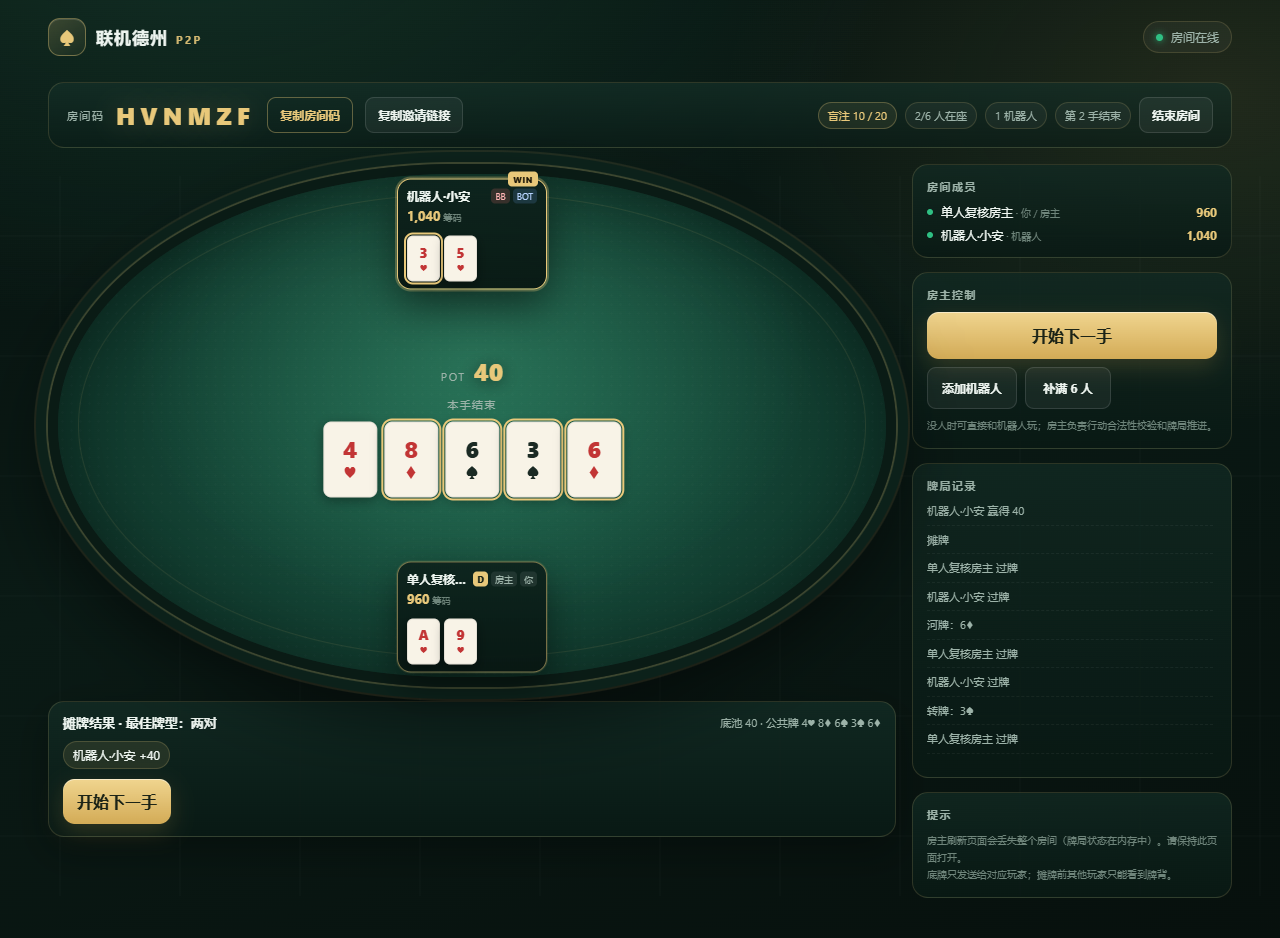 联机德州 P2P
房间在线
房间码 HVNMZF 复制房间码 复制邀请链接 盲注 10 / 20 2/6 人在座 1 机器人 第 2 手结束 结束房间
WIN
机器人·小安 BB BOT
1,040 筹码
3♥ 5♥
POT 40
本手结束
4♥ 8♦ 6♠ 3♠ 6♦
单人复核... D 房主 你
960 筹码
A♥ 9♥
摊牌结果 · 最佳牌型：两对 底池 40 · 公共牌 4♥ 8♦ 6♠ 3♠ 6♦
机器人·小安 +40
开始下一手
房间成员
单人复核房主 · 你 / 房主 960
机器人·小安 · 机器人 1,040
房主控制
开始下一手
添加机器人 补满 6 人
没人时可直接和机器人玩；房主负责行动合法性校验和牌局推进。
牌局记录
机器人·小安 赢得 40
摊牌
单人复核房主 过牌
机器人·小安 过牌
河牌：6♦
单人复核房主 过牌
机器人·小安 过牌
转牌：3♠
单人复核房主 过牌
提示
房主刷新页面会丢失整个房间（牌局状态在内存中）。请保持此页
面打开。
底牌只发送给对应玩家；摊牌前其他玩家只能看到牌背。